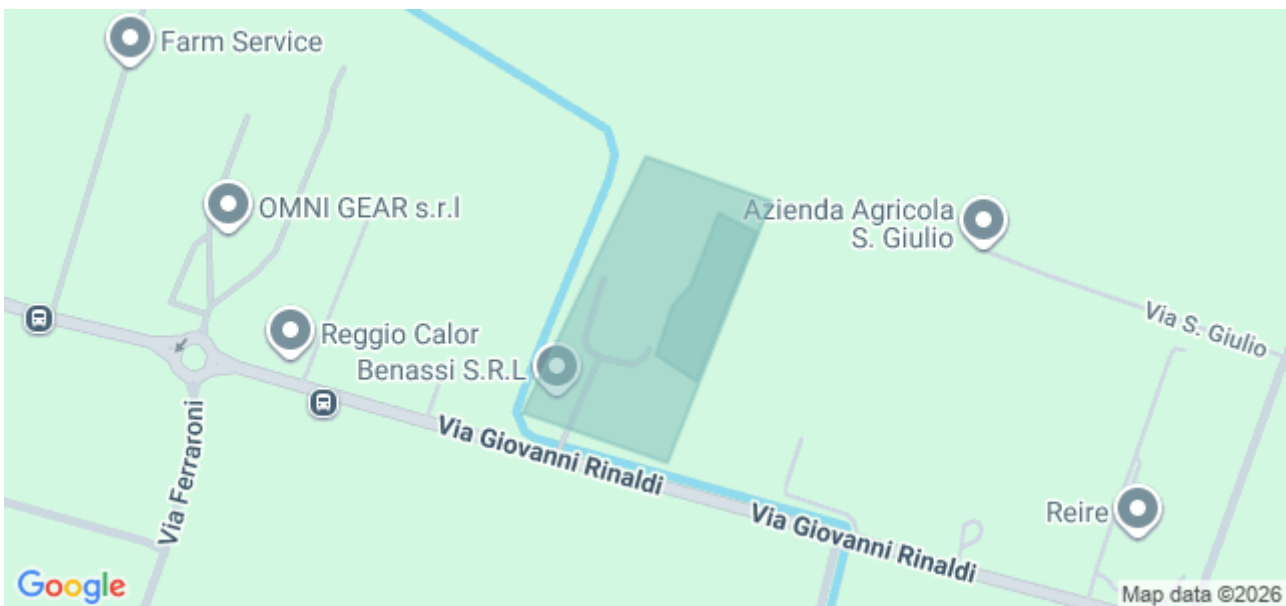 Farm Service
OMNI GEAR s.r.l
Azienda Agricola
S. Giulio
Via S. Giulio
Reggio Calor
Benassi S.R.L
Via Ferraroni
Via Giovanni Rinaldi
Via Giovanni Rinaldi
Reire
Google
Map data ©2026